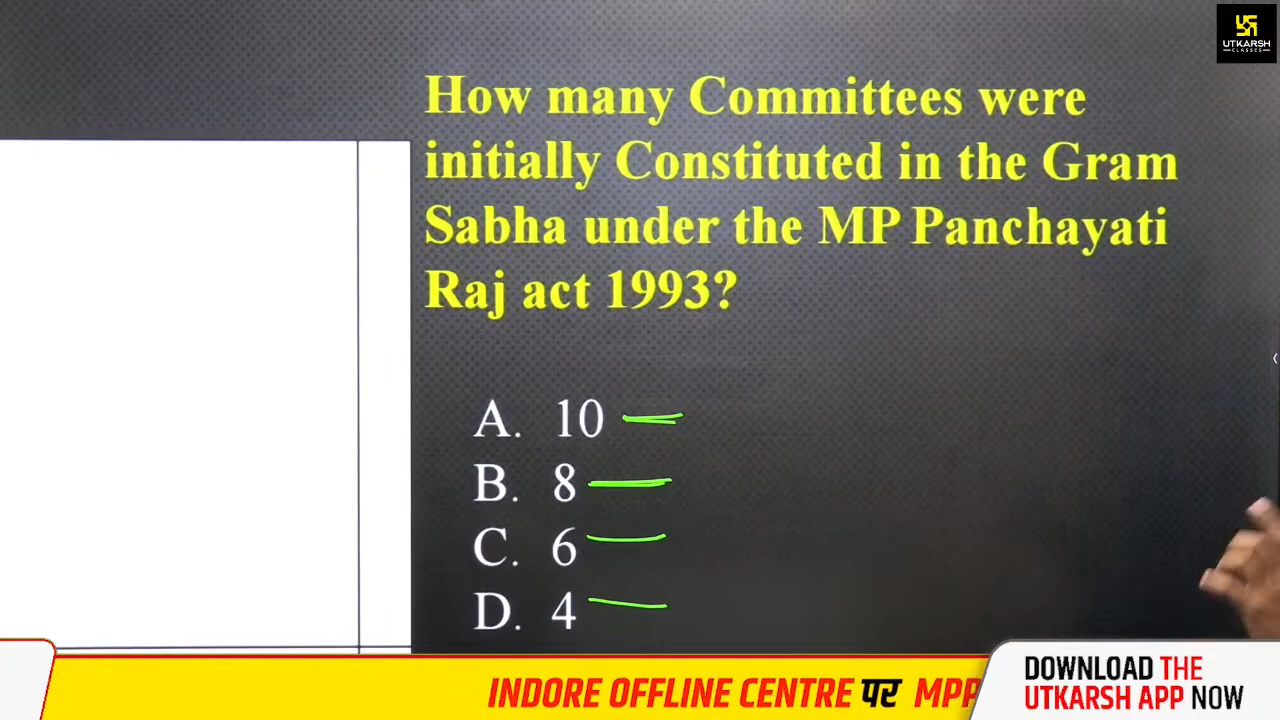 UTKARSH
CLASSES
How many Committees were
initially Constituted in the Gram
Sabha under the MP Panchayati
Raj act 1993?
A. 10
B. 8
C. 6
D. 4
INDORE OFFLINE CENTRE पर MPP
DOWNLOAD THE
UTKARSH APP NOW